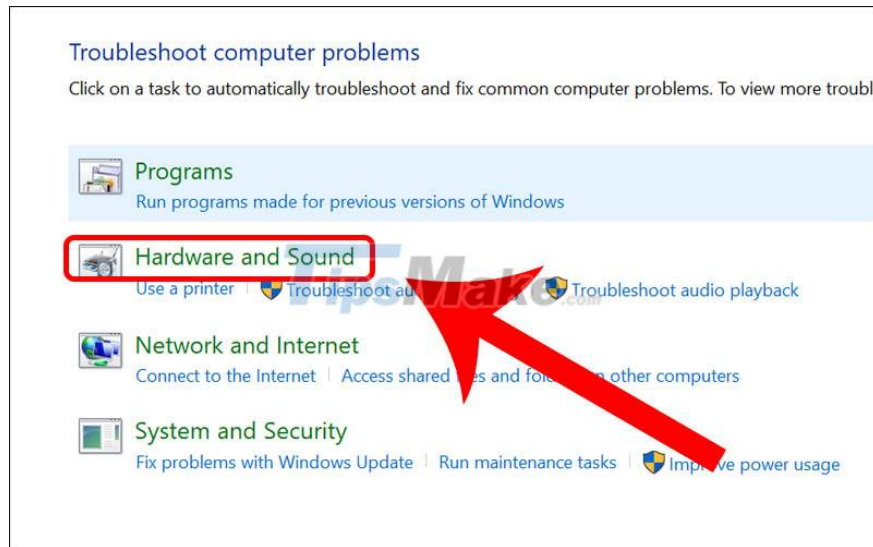 Troubleshoot computer problems
Click on a task to automatically troubleshoot and fix common computer problems. To view more troubl
Programs
Run programs made for previous versions of Windows
Hardware and Sound
TipsMake.com
Use a printer Troubleshoot Troubleshoot audio playback
Network and Internet
Connect to the Internet Access shared and on other computers
System and Security
Fix problems with Windows Update Run maintenance tasks Improve power usage